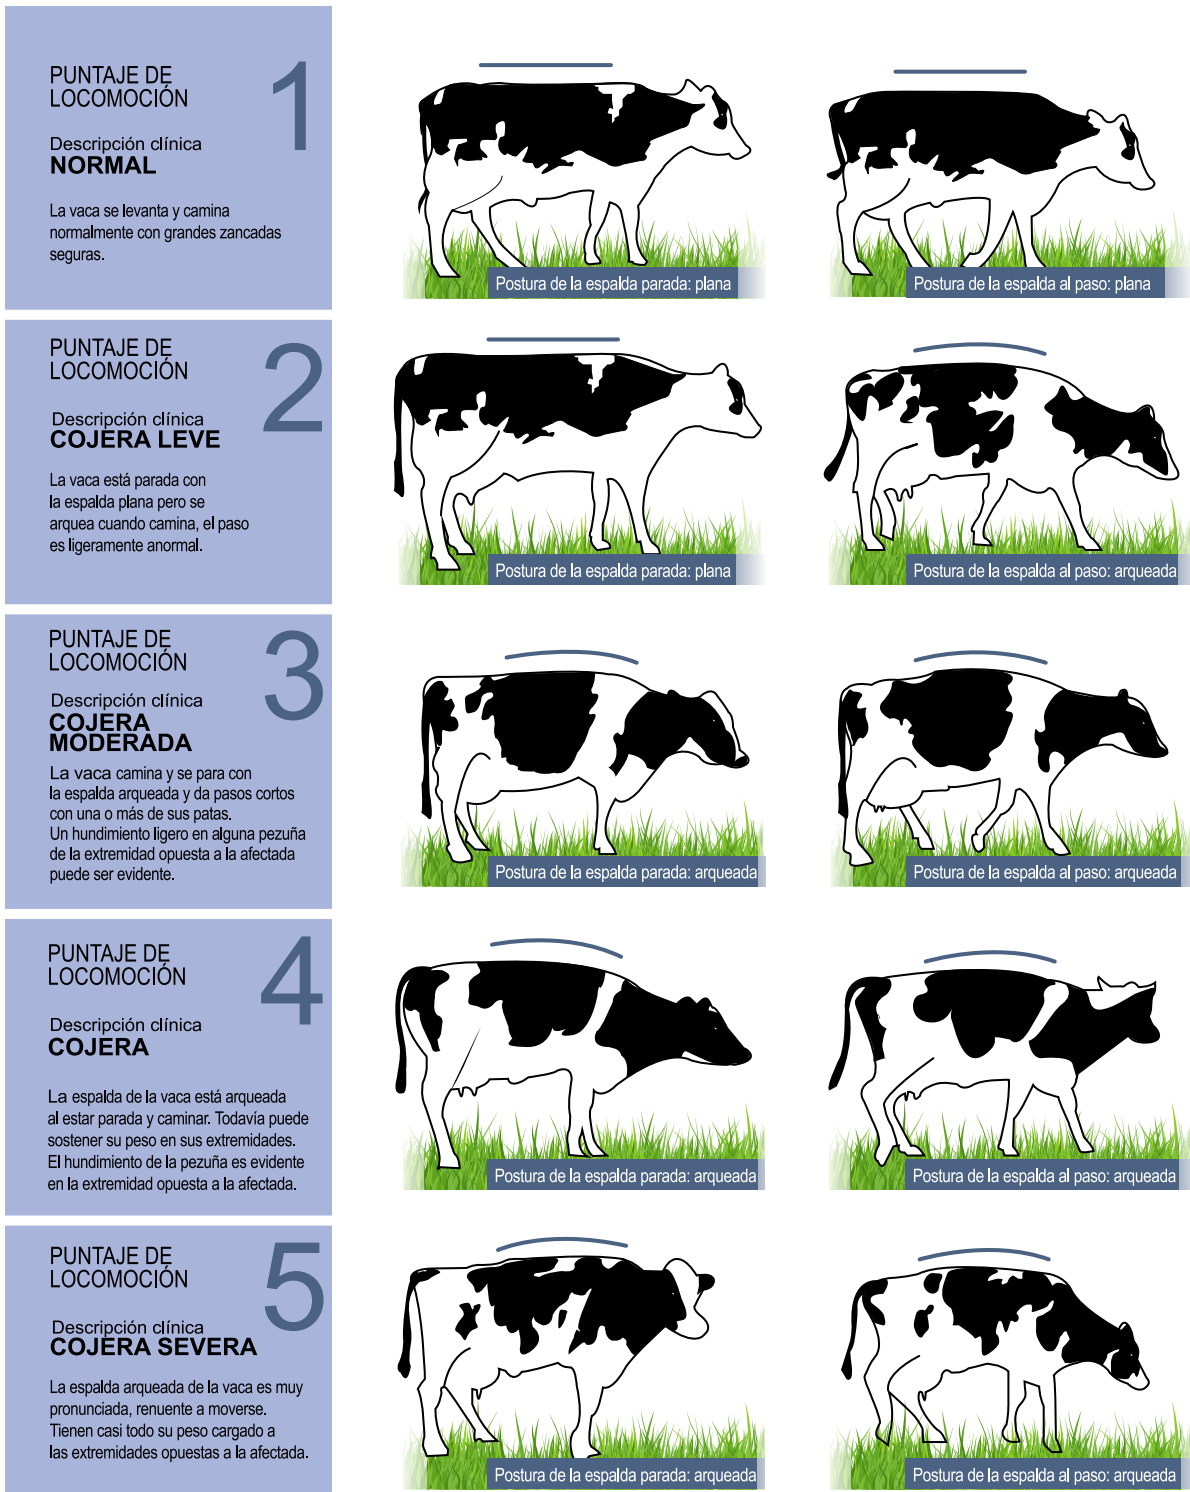 PUNTAJE DE
LOCOMOCIÓN
1
Descripción clínica
NORMAL
La vaca se levanta y camina
normalmente con grandes zancadas
seguras.
Postura de la espalda parada: plana
Postura de la espalda al paso: plana
PUNTAJE DE
LOCOMOCIÓN
2
Descripción clínica
COJERA LEVE
La vaca está parada con
la espalda plana pero se
arquea cuando camina, el paso
es ligeramente anormal.
Postura de la espalda parada: plana
Postura de la espalda al paso: arqueada
PUNTAJE DE
LOCOMOCIÓN
3
Descripción clínica
COJERA
MODERADA
La vaca camina y se para con
la espalda arqueada y da pasos cortos
con una o más de sus patas.
Un hundimiento ligero en alguna pezuña
de la extremidad opuesta a la afectada
puede ser evidente.
Postura de la espalda parada: arqueada
Postura de la espalda al paso: arqueada
PUNTAJE DE
LOCOMOCIÓN
4
Descripción clínica
COJERA
La espalda de la vaca está arqueada
al estar parada y caminar. Todavía puede
sostener su peso en sus extremidades.
El hundimiento de la pezuña es evidente
en la extremidad opuesta a la afectada.
Postura de la espalda parada: arqueada
Postura de la espalda al paso: arqueada
PUNTAJE DE
LOCOMOCIÓN
5
Descripción clínica
COJERA SEVERA
La espalda arqueada de la vaca es muy
pronunciada, renuente a moverse.
Tienen casi todo su peso cargado a
las extremidades opuestas a la afectada.
Postura de la espalda parada: arqueada
Postura de la espalda al paso: arqueada